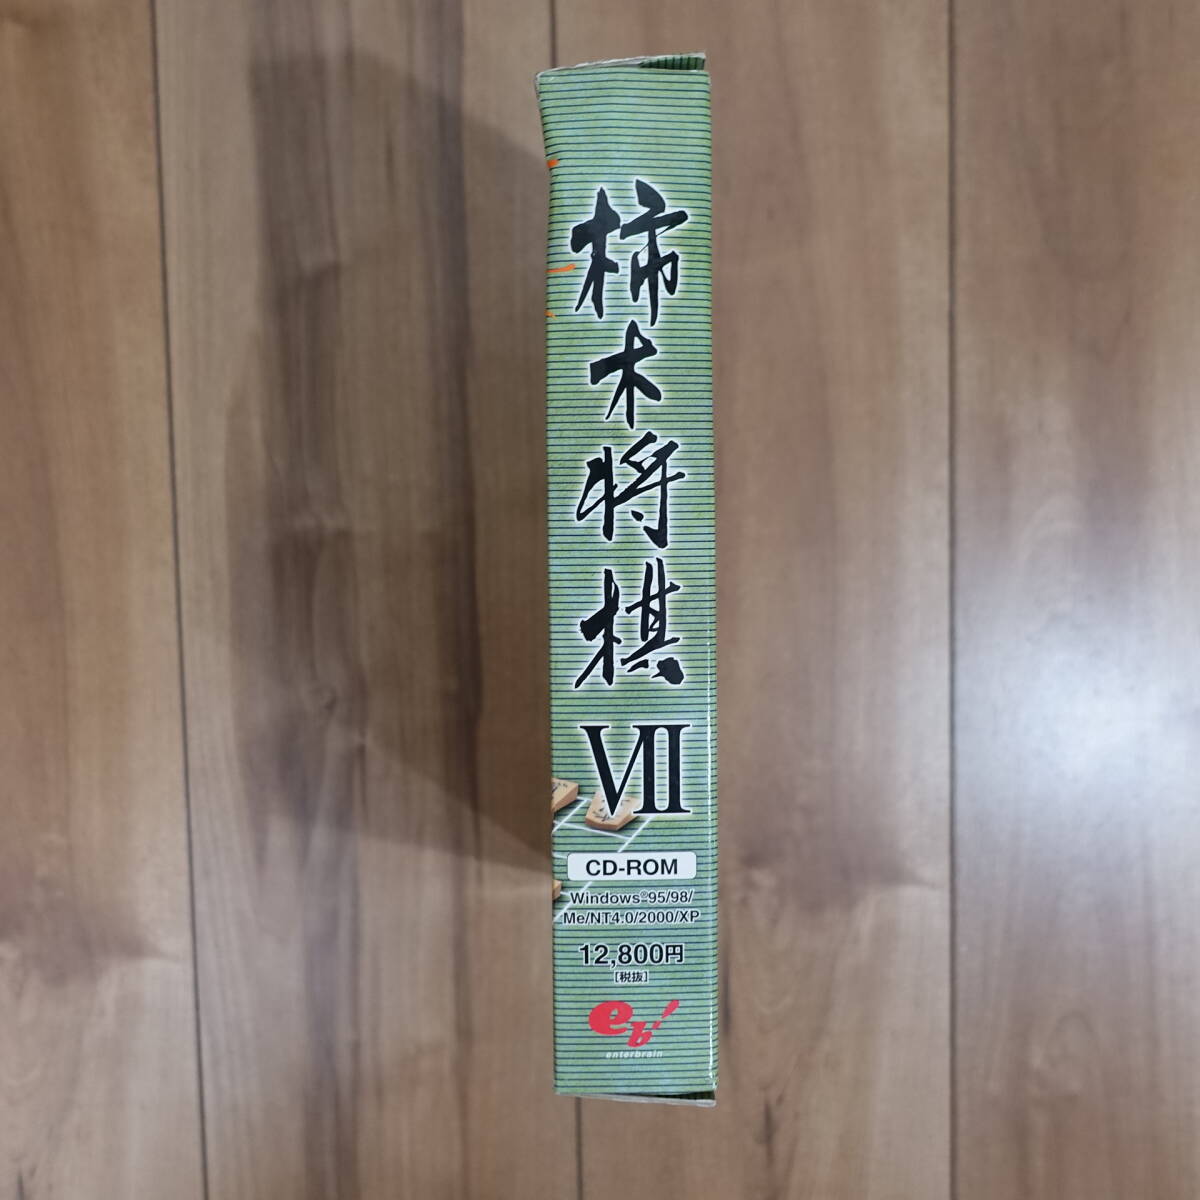 柿木将棋
VII
CD-ROM
Windows®95/98/
Me/NT4.0/2000/XP
12,800円
[税抜]
eb!
enterbrain